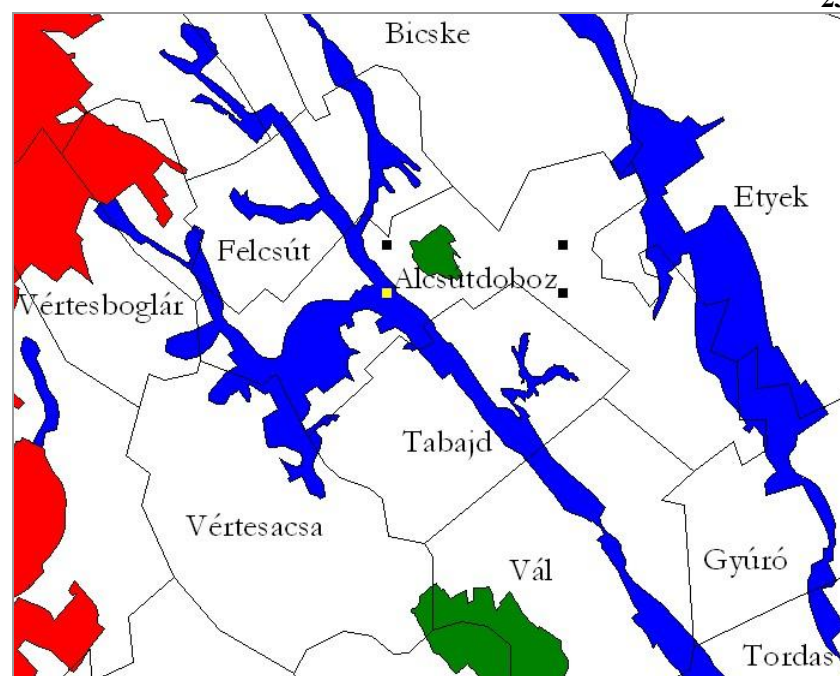 Bicske
Etyek
Felcsút
Alcsútdoboz
Vértesboglár
Tabajd
Vértesacsa
Vál
Gyúró
Tordas